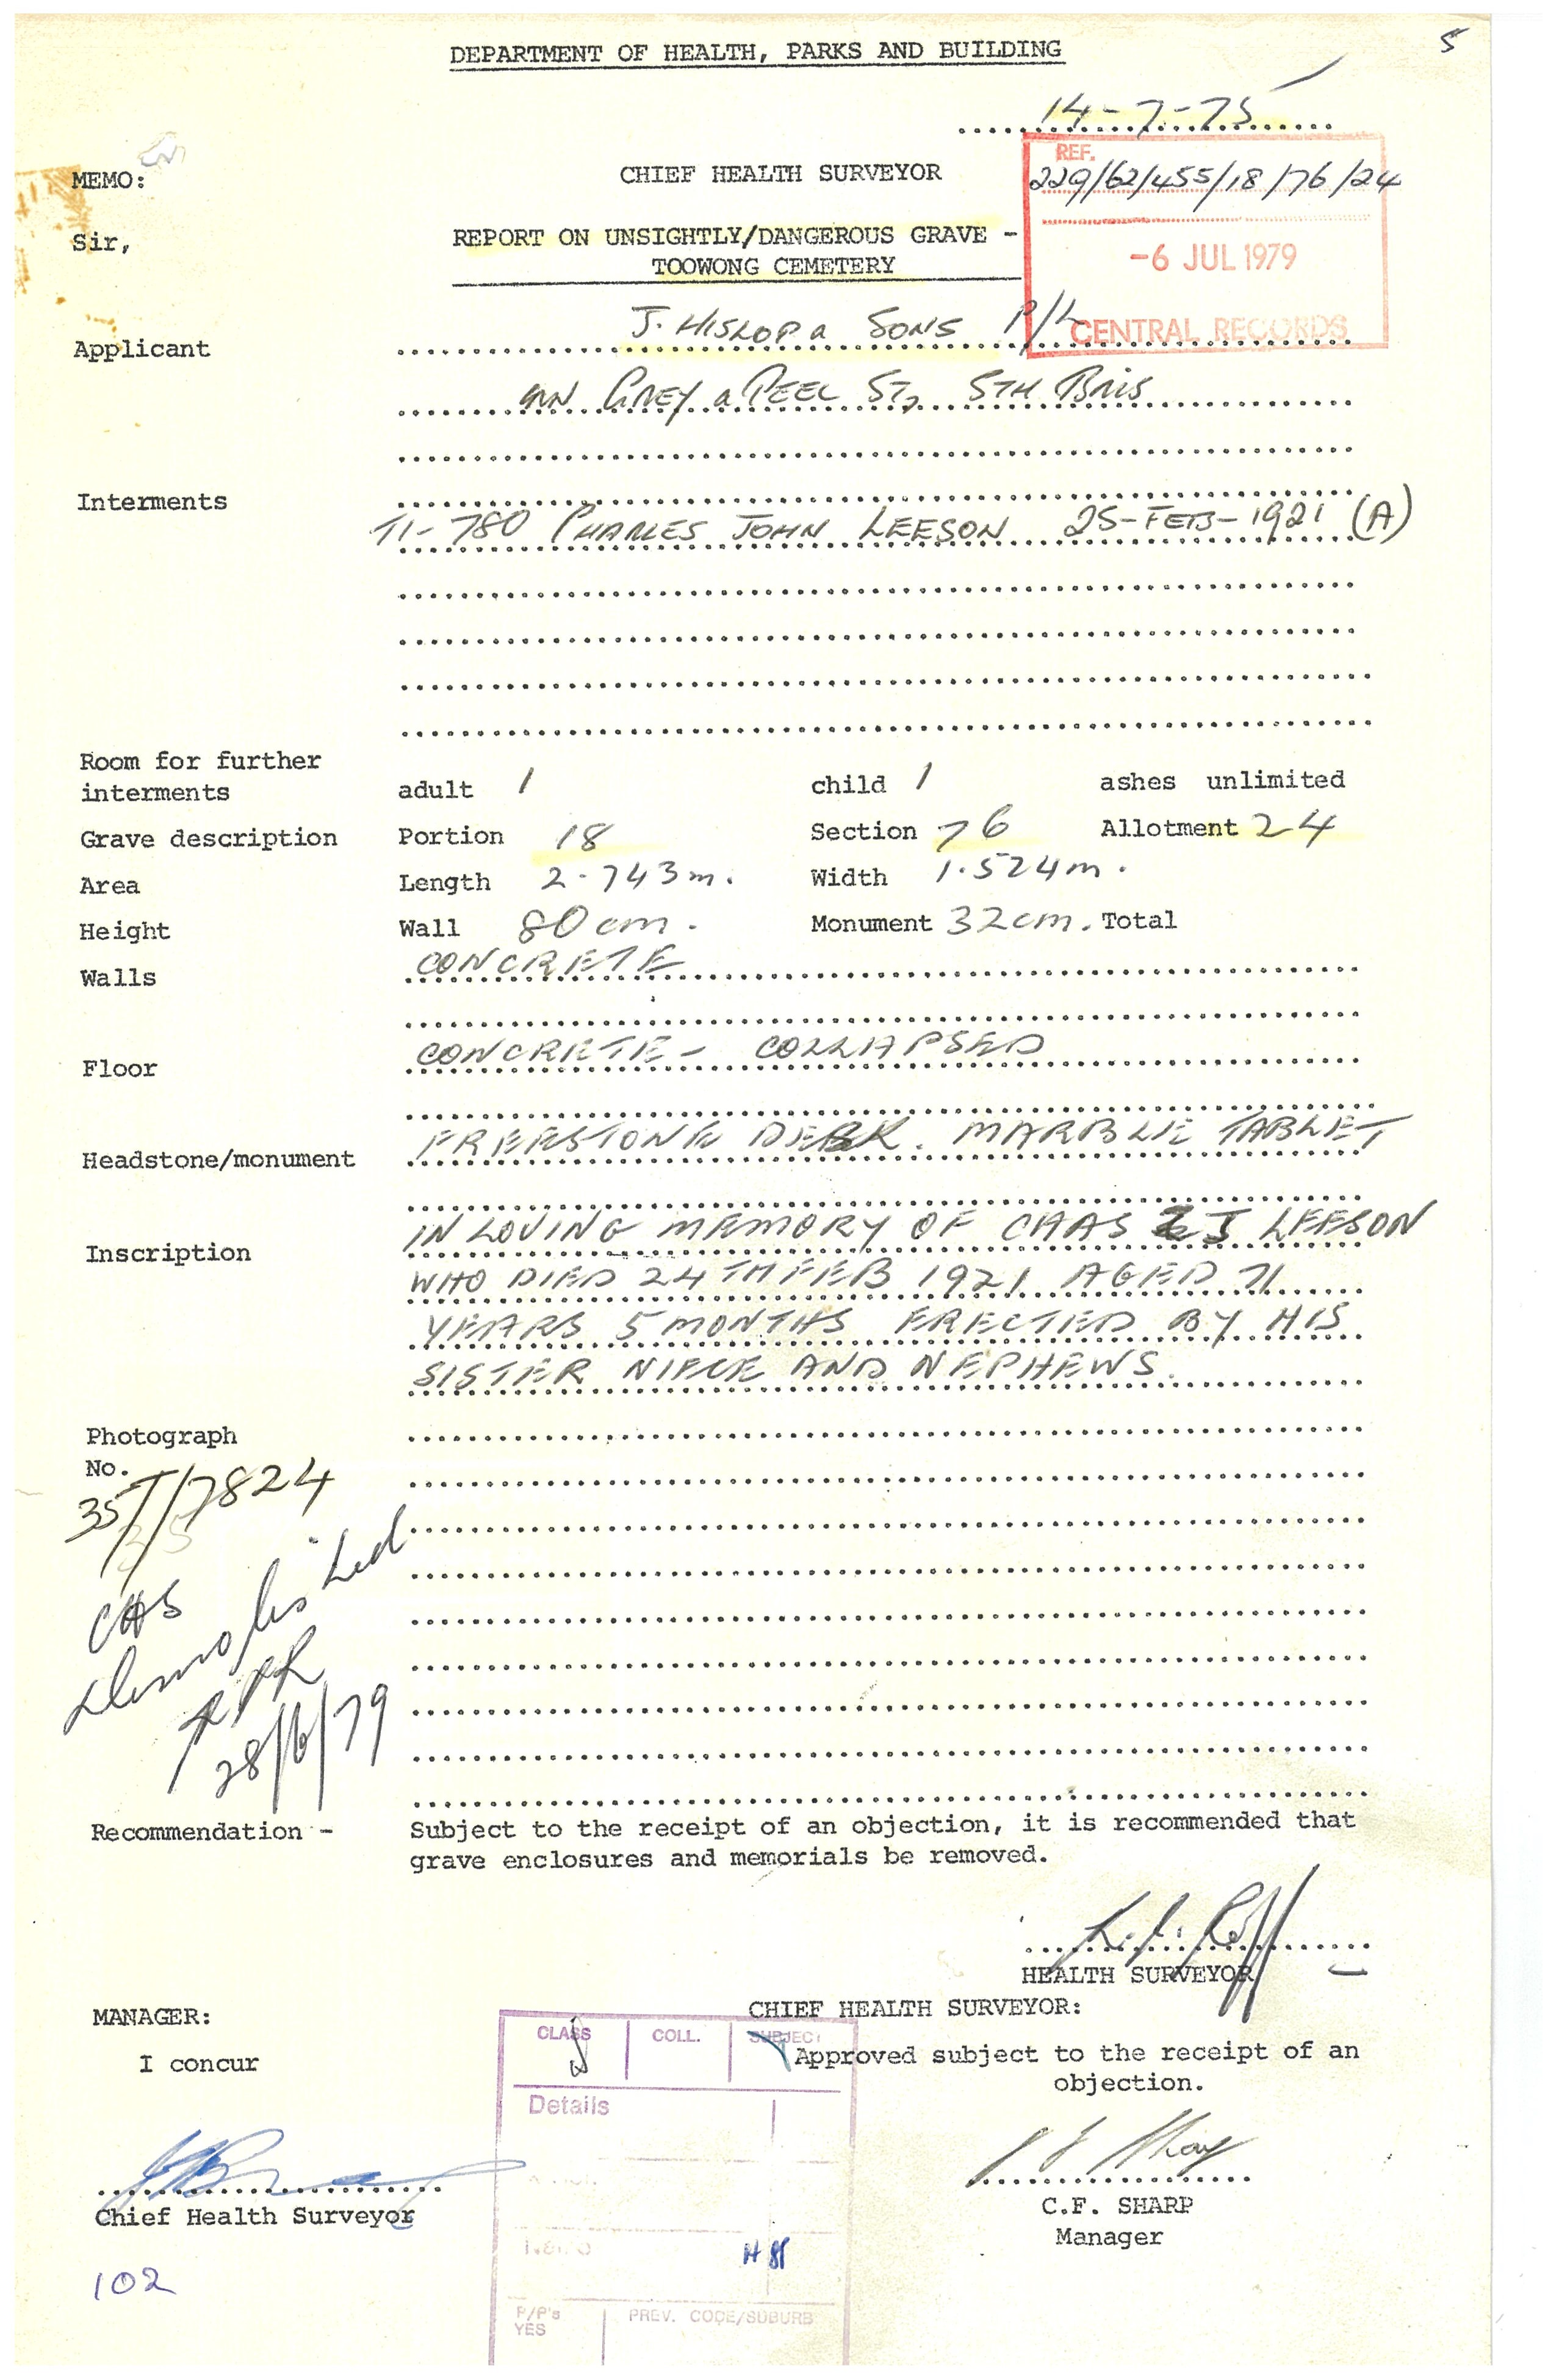 5
DEPARTMENT OF HEALTH, PARKS AND BUILDING
14-7-75
MEMO:
CHIEF HEALTH SURVEYOR
REF.
229/62/455/18/76/24
Sir,
REPORT ON UNSIGHTLY/DANGEROUS GRAVE -
TOOWONG CEMETERY
-6 JUL 1979
CENTRAL RECORDS
Applicant J. HISLOP & SONS P/L
CNR GREY & PEEL ST, STH BRIS
Interments
71-780 CHARLES JOHN LEESON 25-FEB-1921 (A)
Room for further
interments adult 1 child 1 ashes unlimited
Grave description Portion 18 Section 76 Allotment 24
Area Length 2.743m. Width 1.524m.
Height Wall 80cm. Monument 32cm. Total
Walls CONCRETE
Floor CONCRETE - COLLAPSED
Headstone/monument FREESTONE DESK. MARBLE TABLET
Inscription IN LOVING MEMORY OF CHAS J LEESON
WHO DIED 24TH FEB 1921 AGED 71
YEARS 5 MONTHS ERECTED BY HIS
SISTER NIECE AND NEPHEWS.
Photograph
No.
35T/7824
CHS
Demolished
28/6/79
Recommendation - Subject to the receipt of an objection, it is recommended that
grave enclosures and memorials be removed.
HEALTH SURVEYOR
MANAGER:
CHIEF HEALTH SURVEYOR:
I concur
Approved subject to the receipt of an
objection.
CLASS COLL. SUBJECT
Details
Chief Health Surveyor
C.F. SHARP
Manager
102
P/P's
YES
PREV. CODE/SUBURB